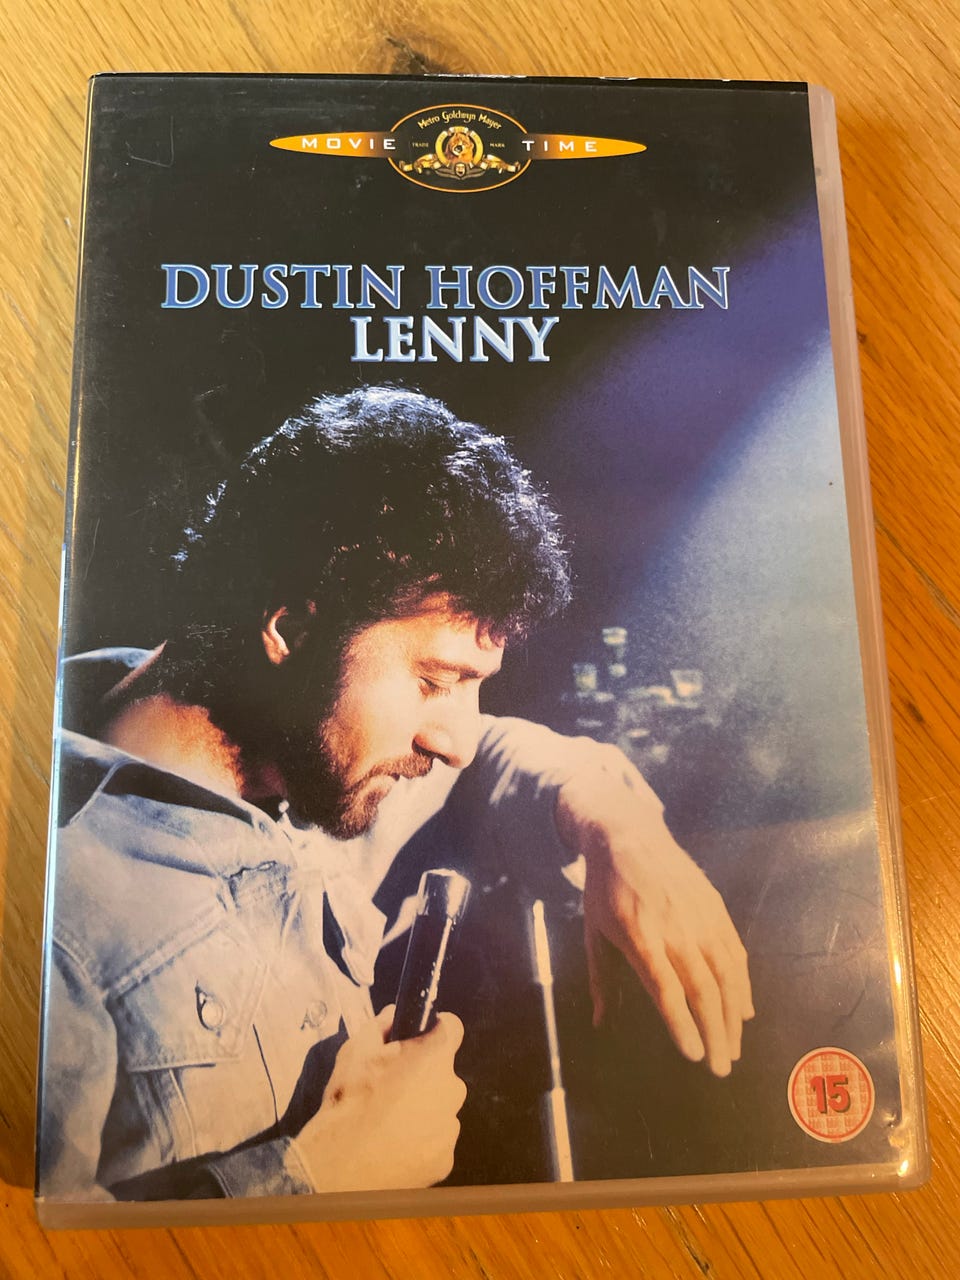 Metro Goldwyn Mayer
MOVIE TRADE MARK TIME
DUSTIN HOFFMAN
LENNY
15